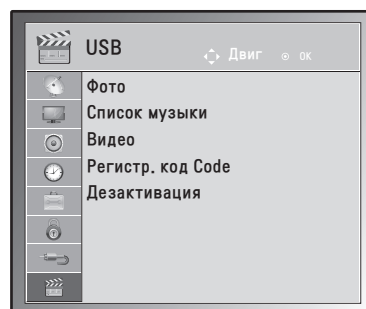 USB
Двиг OK
Фото
Список музыки
Видео
Регистр. код Code
Дезактивация